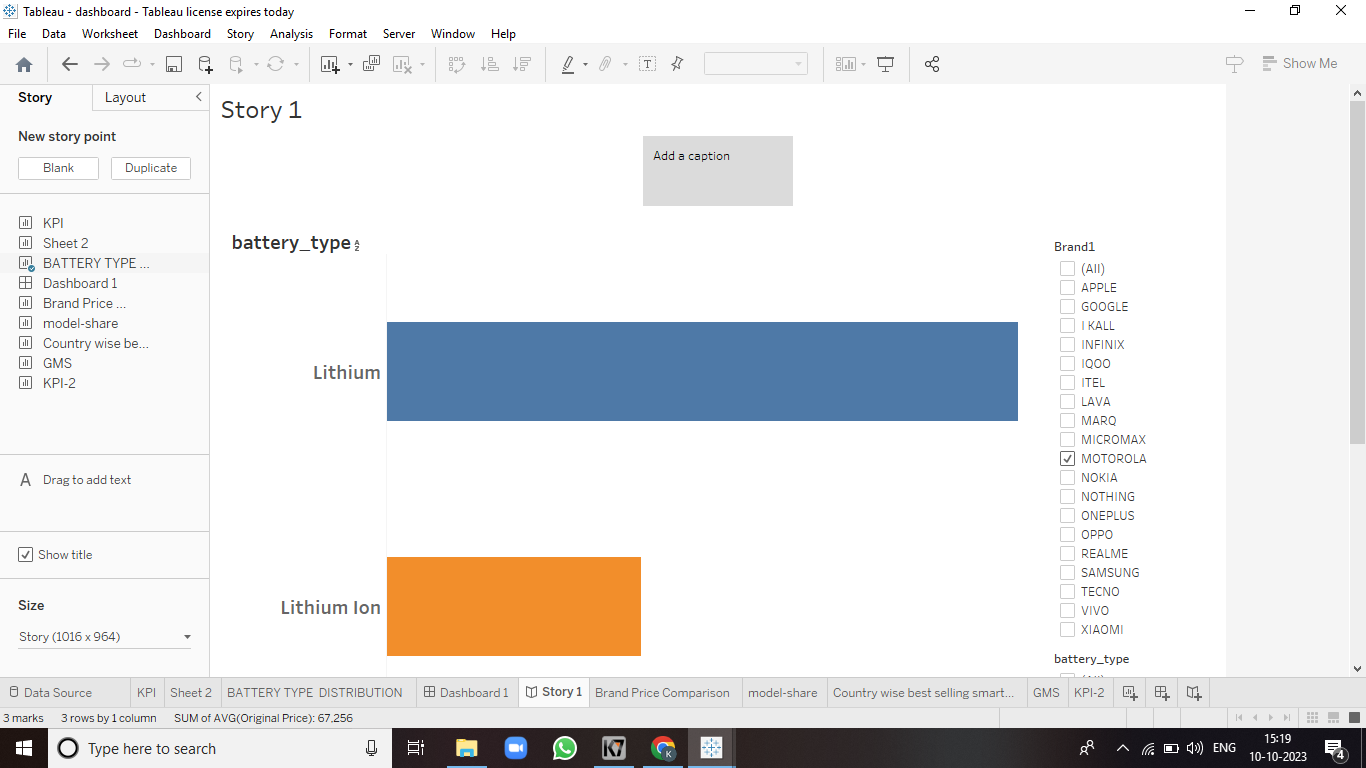 Tableau - dashboard - Tableau license expires today
File Data Worksheet Dashboard Story Analysis Format Server Window Help
Show Me
Story Layout
New story point
Blank Duplicate
KPI
Sheet 2
BATTERY TYPE ...
Dashboard 1
Brand Price ...
model-share
Country wise be...
GMS
KPI-2
A Drag to add text
Show title
Size
Story (1016 x 964)
Story 1
Add a caption
battery_type
Lithium
Lithium Ion
Brand1
(All)
APPLE
GOOGLE
I KALL
INFINIX
IQOO
ITEL
LAVA
MARQ
MICROMAX
MOTOROLA
NOKIA
NOTHING
ONEPLUS
OPPO
REALME
SAMSUNG
TECNO
VIVO
XIAOMI
battery_type
Data Source KPI Sheet 2 BATTERY TYPE DISTRIBUTION Dashboard 1 Story 1 Brand Price Comparison model-share Country wise best selling smart... GMS KPI-2
3 marks 3 rows by 1 column SUM of AVG(Original Price): 67,256
Type here to search
ENG
15:19
10-10-2023
4